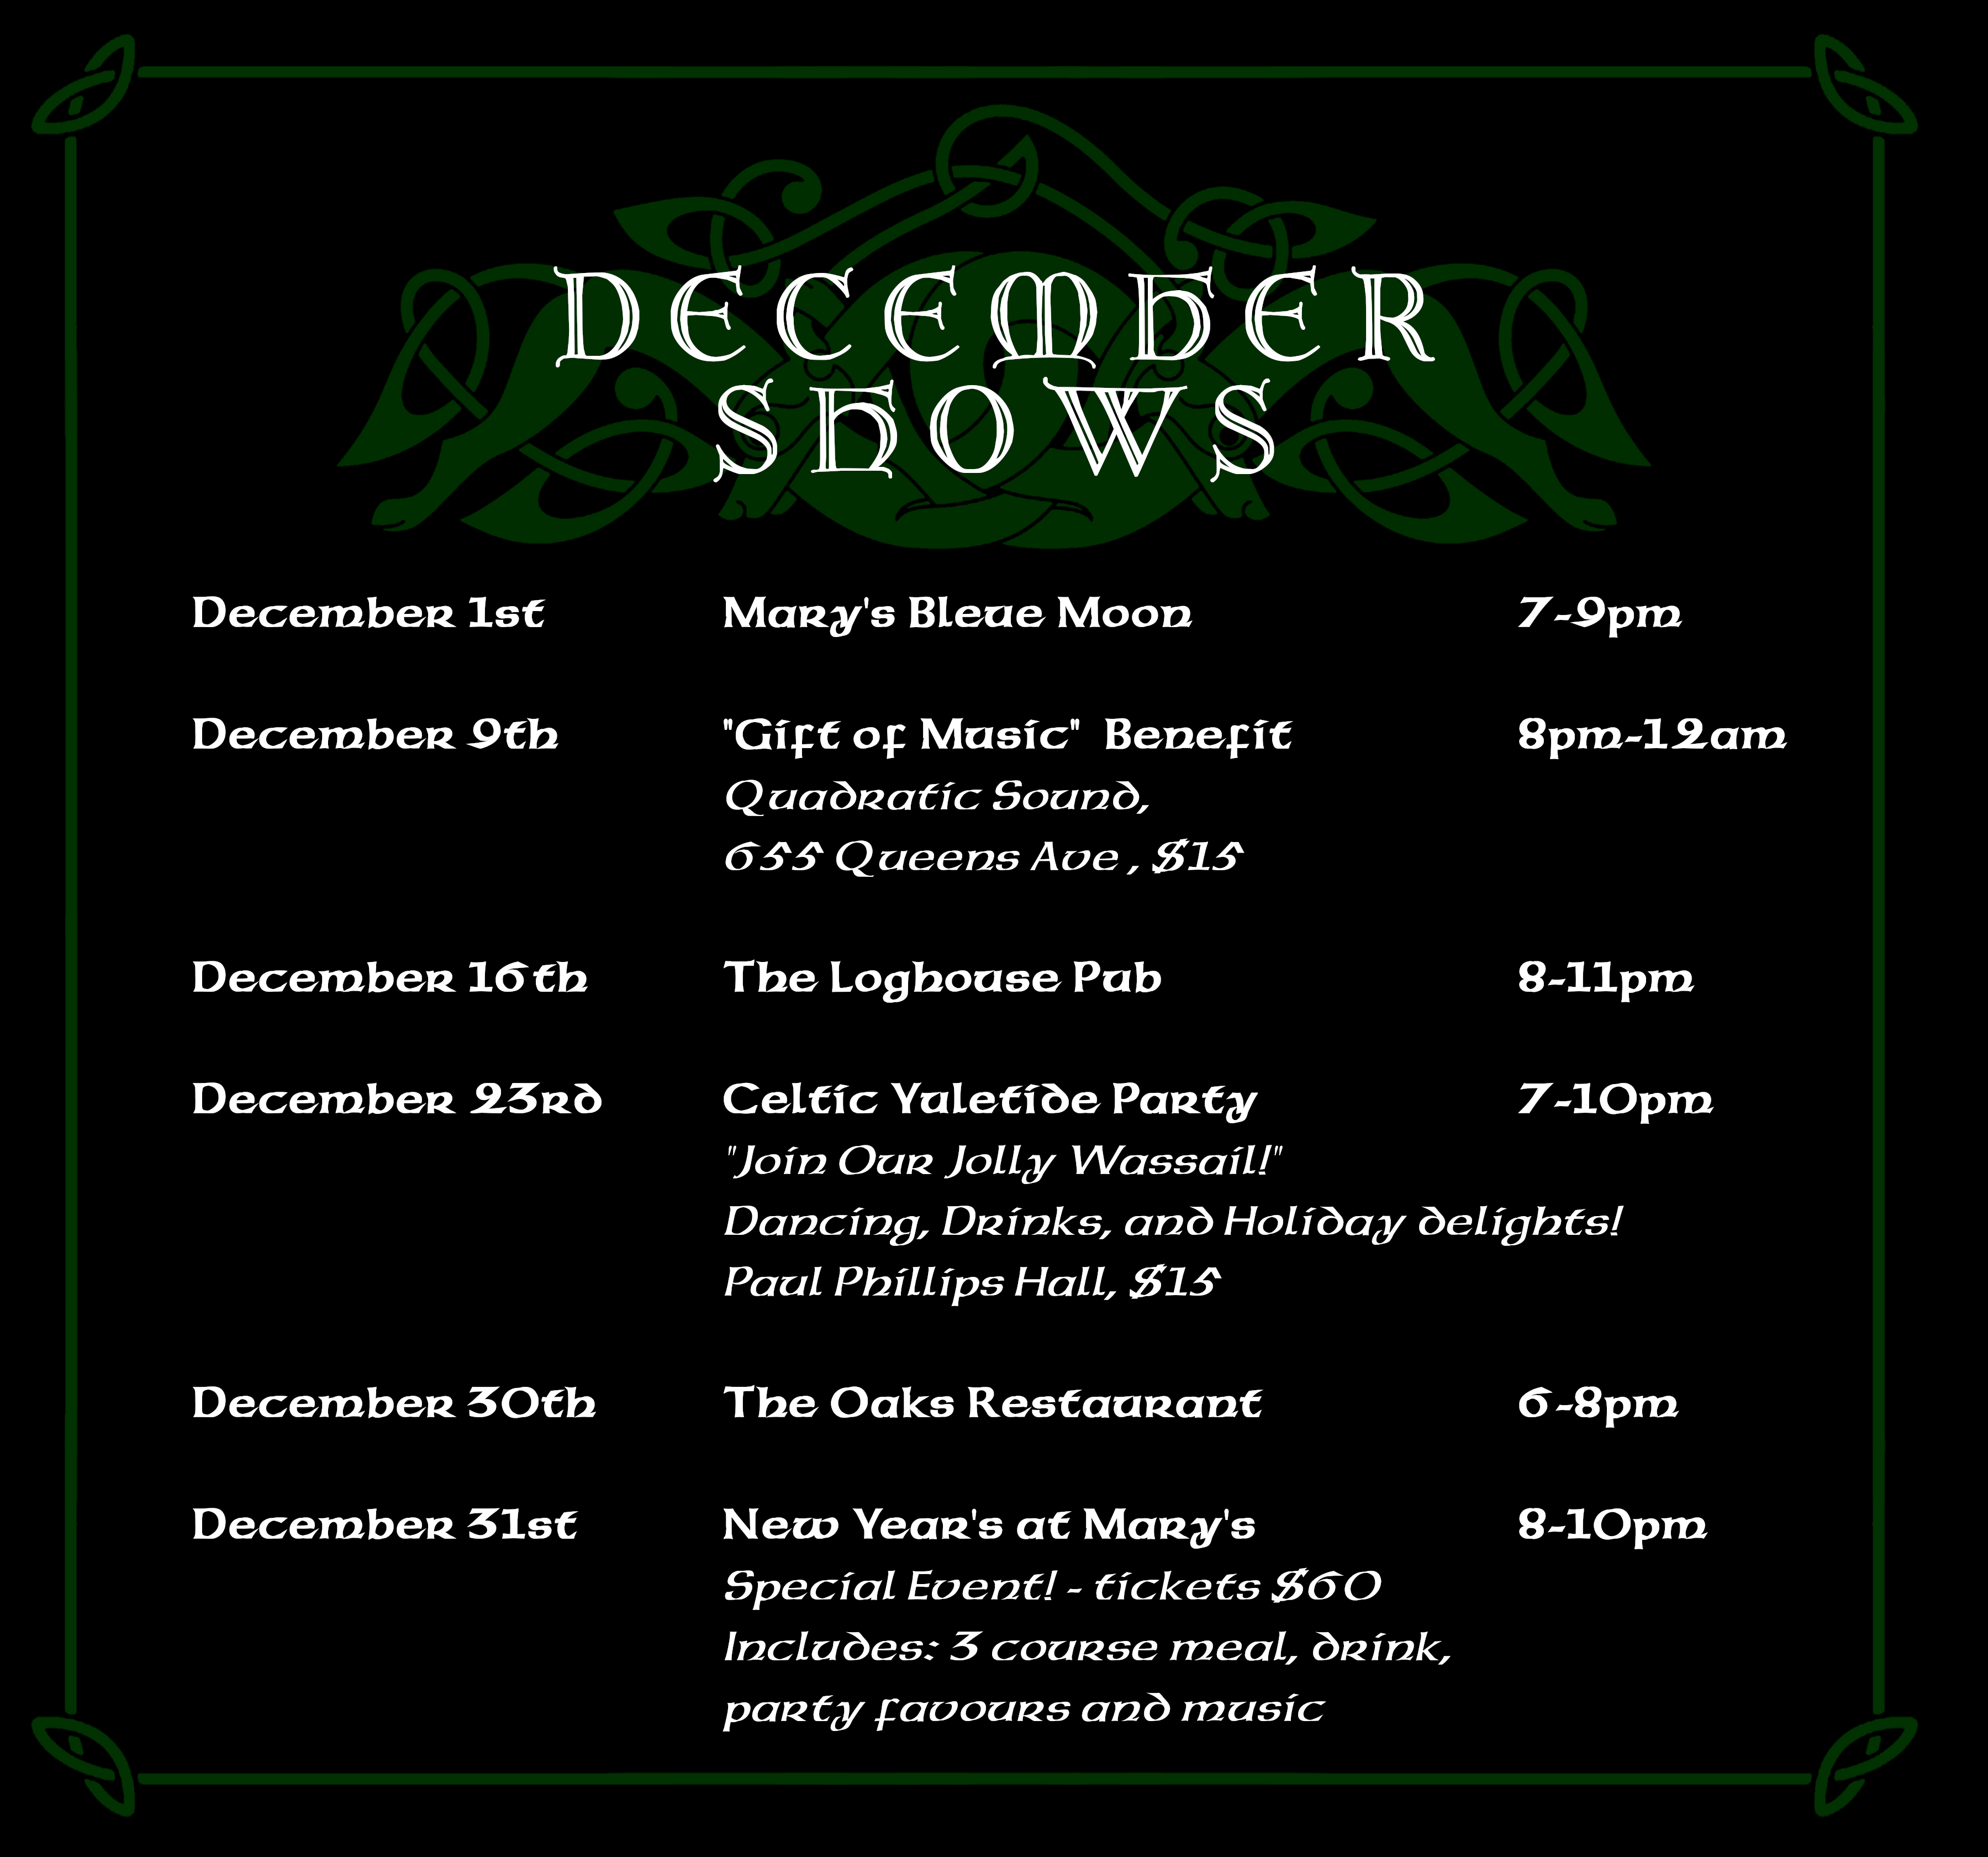 DECEMBER
SHOWS
December 1st Mary's Bleue Moon 7-9pm
December 9th "Gift of Music" Benefit 8pm-12am
Quadratic Sound,
655 Queens Ave , $15
December 16th The Loghouse Pub 8-11pm
December 23rd Celtic Yuletide Party 7-10pm
"Join Our Jolly Wassail!"
Dancing, Drinks, and Holiday delights!
Paul Phillips Hall, $15
December 30th The Oaks Restaurant 6-8pm
December 31st New Year's at Mary's 8-10pm
Special Event! - tickets $60
Includes: 3 course meal, drink,
party favours and music